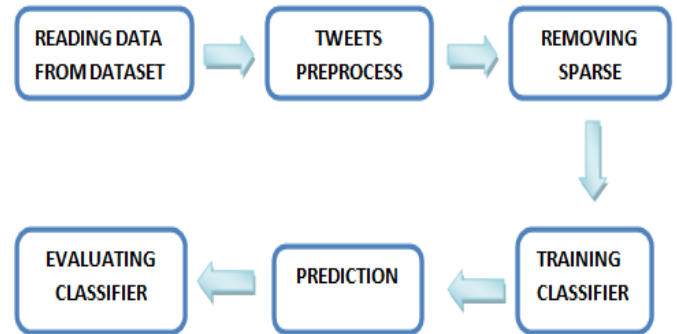 READING DATA
FROM DATASET
TWEETS
PREPROCESS
REMOVING
SPARSE
TRAINING
CLASSIFIER
PREDICTION
EVALUATING
CLASSIFIER